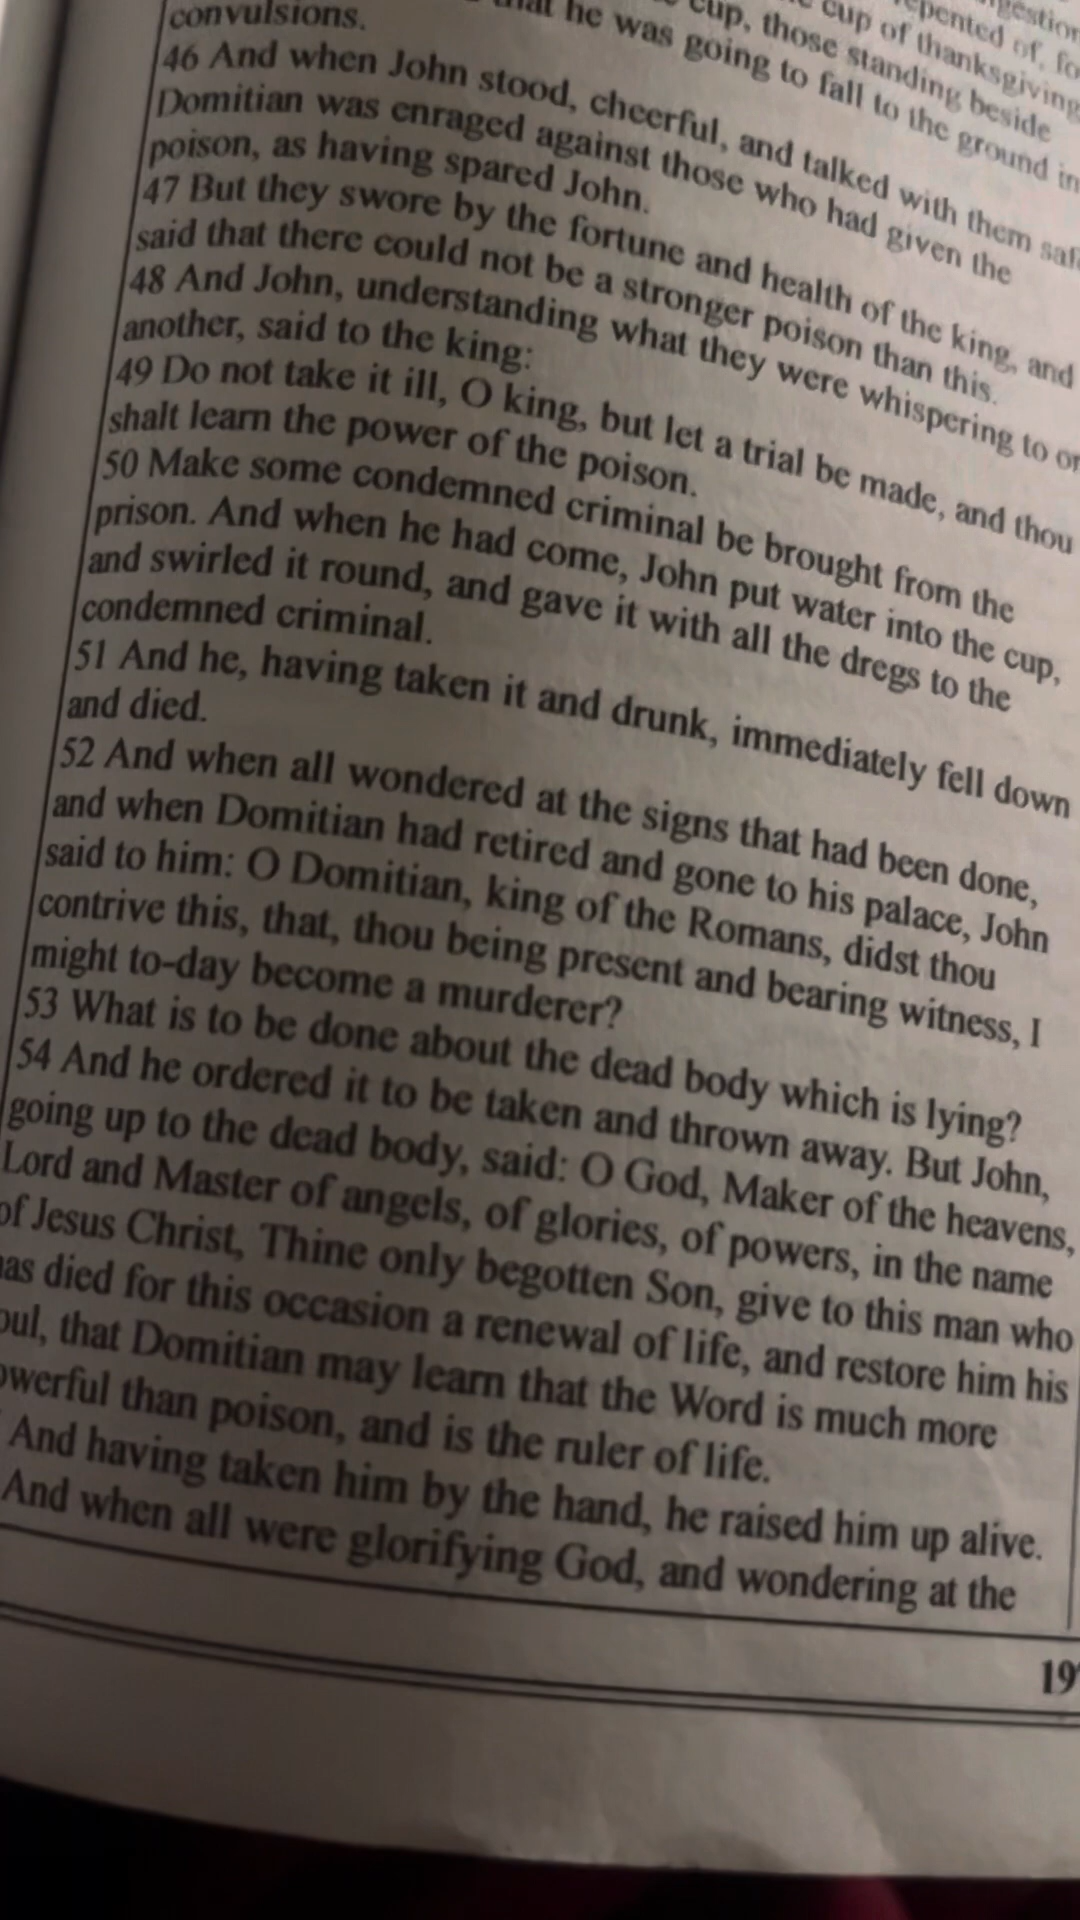 cup of thanksgiving
cup, those standing beside
he was going to fall to the ground in
convulsions.
46 And when John stood, cheerful, and talked with them
Domitian was enraged against those who had given the
poison, as having spared John.
47 But they swore by the fortune and health of the king, and
said that there could not be a stronger poison than this.
48 And John, understanding what they were whispering to
another, said to the king:
49 Do not take it ill, O king, but let a trial be made, and thou
shalt learn the power of the poison.
50 Make some condemned criminal be brought from the
prison. And when he had come, John put water into the cup,
and swirled it round, and gave it with all the dregs to the
condemned criminal.
51 And he, having taken it and drunk, immediately fell down
and died.
52 And when all wondered at the signs that had been done,
and when Domitian had retired and gone to his palace, John
said to him: O Domitian, king of the Romans, didst thou
contrive this, that, thou being present and bearing witness, I
might to-day become a murderer?
53 What is to be done about the dead body which is lying?
54 And he ordered it to be taken and thrown away. But John,
going up to the dead body, said: O God, Maker of the heavens,
Lord and Master of angels, of glories, of powers, in the name
of Jesus Christ, Thine only begotten Son, give to this man who
has died for this occasion a renewal of life, and restore him his
that Domitian may learn that the Word is much more
than poison, and is the ruler of life.
And having taken him by the hand, he raised him up alive.
And when all were glorifying God, and wondering at the